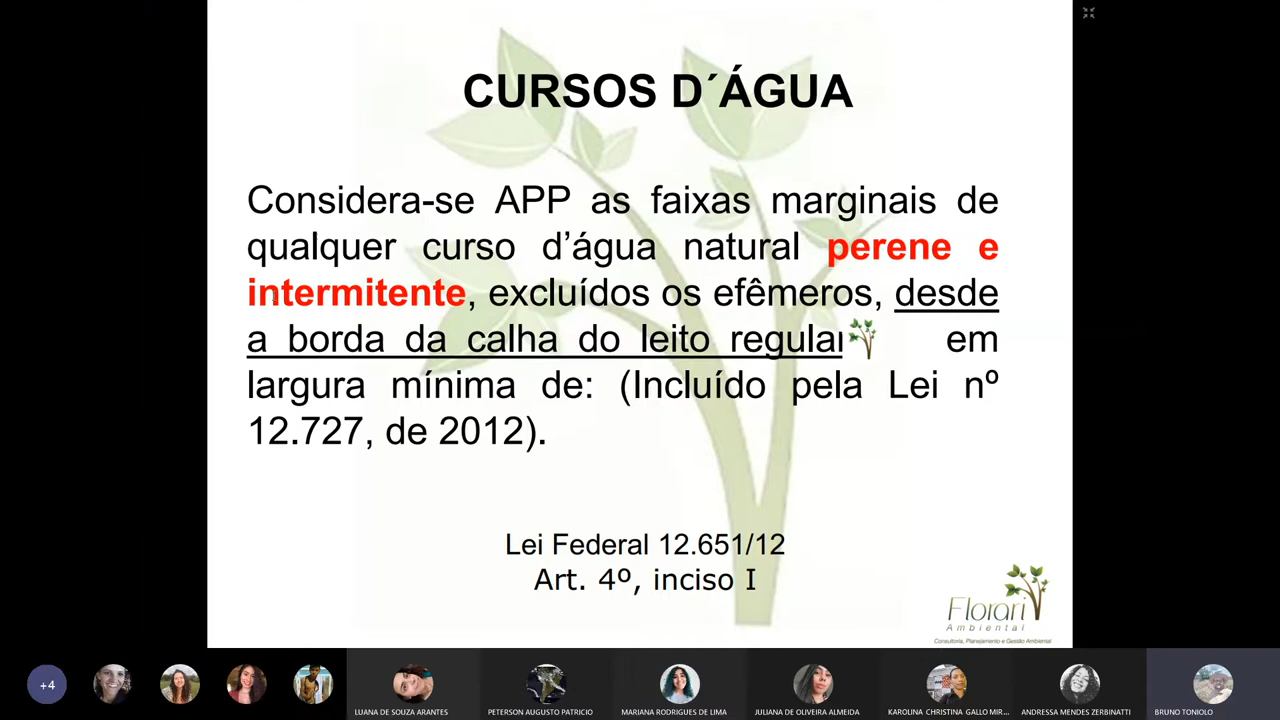 CURSOS D´ÁGUA
Considera-se APP as faixas marginais de
qualquer curso d’água natural perene e
intermitente, excluídos os efêmeros, desde
a borda da calha do leito regular em
largura mínima de: (Incluído pela Lei nº
12.727, de 2012).
Lei Federal 12.651/12
Art. 4º, inciso I
Florari
Ambiental
Consultoria, Planejamento e Gestão Ambiental
+4
LUANA DE SOUZA ARANTES
PETERSON AUGUSTO PATRICIO
MARIANA RODRIGUES DE LIMA
JULIANA DE OLIVEIRA ALMEIDA
KAROLINA CHRISTINA GALLO MIR...
ANDRESSA MENDES ZERBINATTI
BRUNO TONIOLO